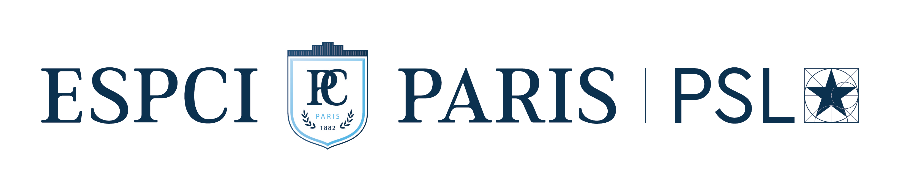 ESPCI PC PARIS 1882 PARIS PSL